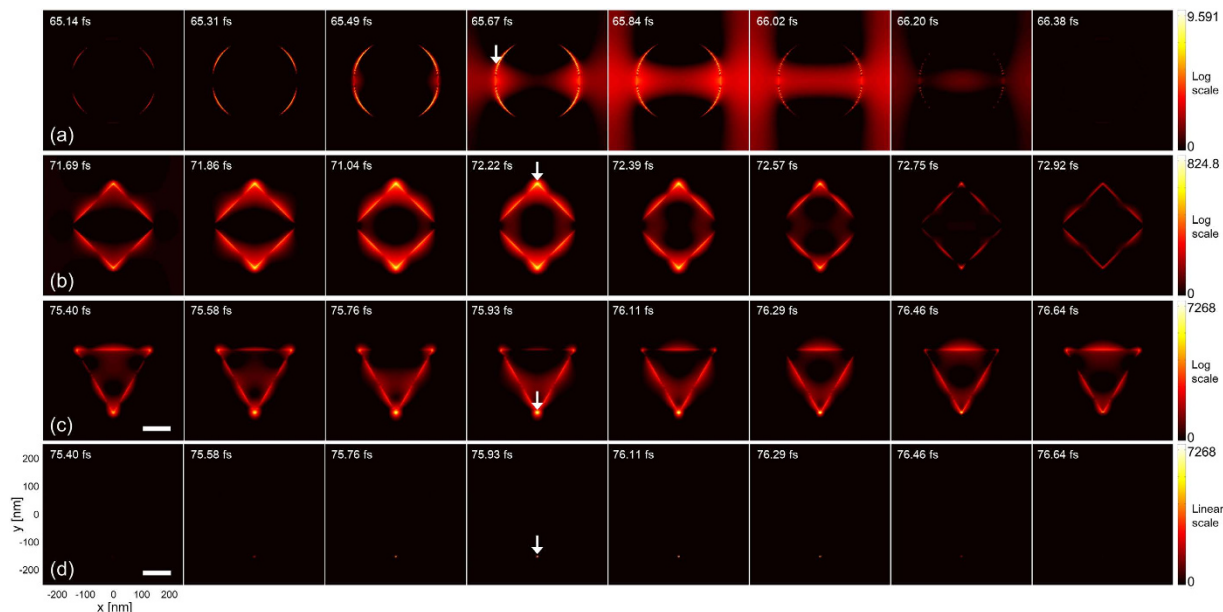 65.14 fs 65.31 fs 65.49 fs 65.67 fs 65.84 fs 66.02 fs 66.20 fs 66.38 fs 9.591
Log
scale
(a) 0
71.69 fs 71.86 fs 71.04 fs 72.22 fs 72.39 fs 72.57 fs 72.75 fs 72.92 fs 824.8
Log
scale
(b) 0
75.40 fs 75.58 fs 75.76 fs 75.93 fs 76.11 fs 76.29 fs 76.46 fs 76.64 fs 7268
Log
scale
(c) 0
75.40 fs 75.58 fs 75.76 fs 75.93 fs 76.11 fs 76.29 fs 76.46 fs 76.64 fs 7268
200
100
0
-100
-200
y [nm]
Linear
scale
(d) 0
-200 -100 0 100 200
x [nm]